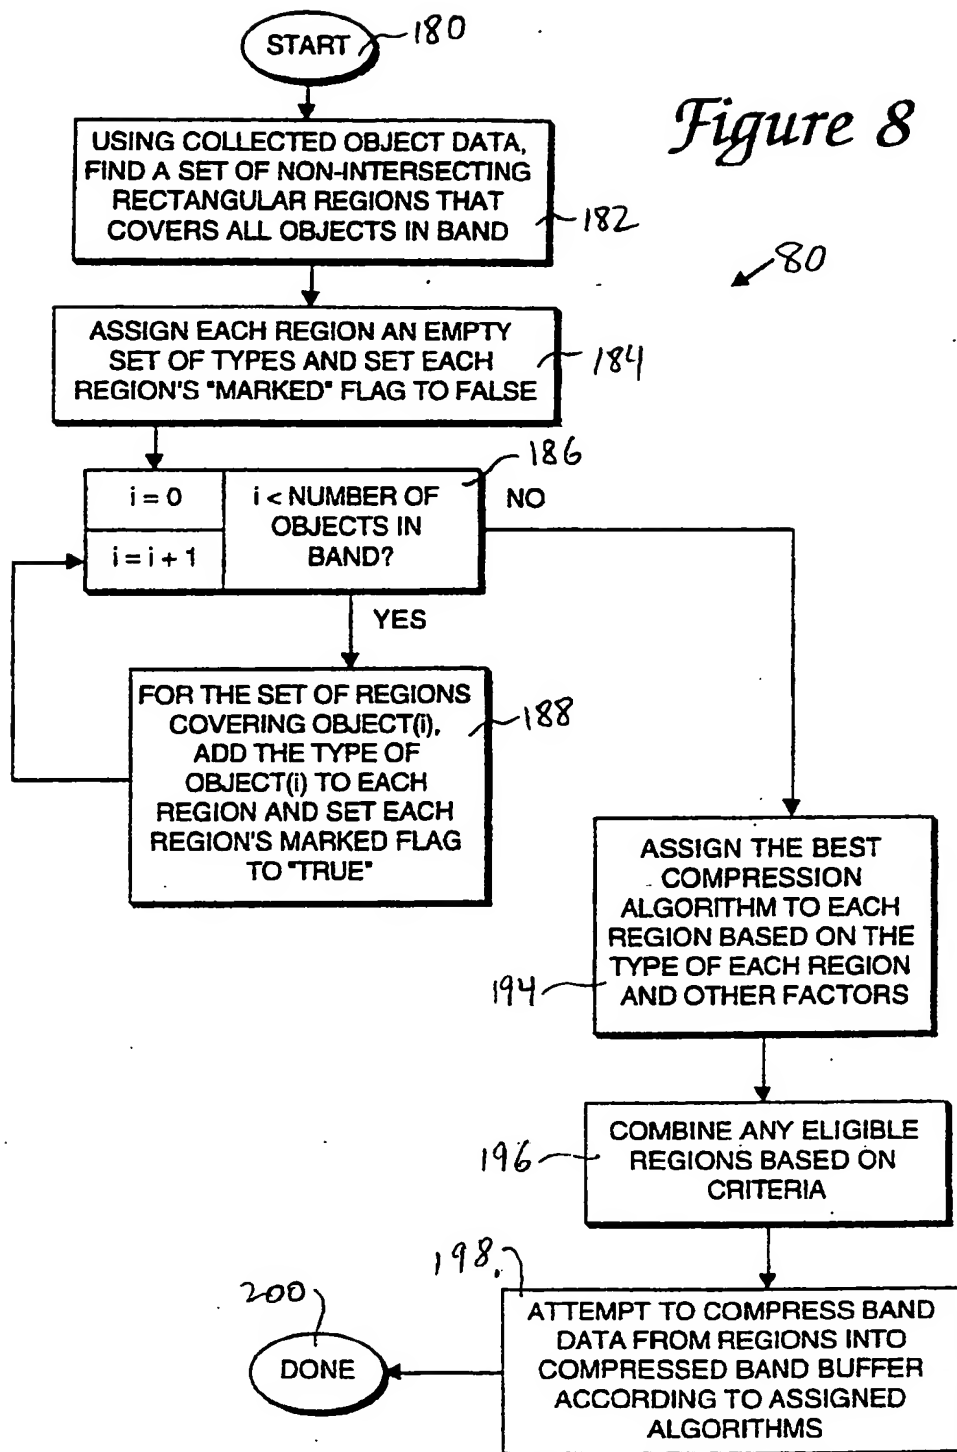 START
180
Figure 8
USING COLLECTED OBJECT DATA,
FIND A SET OF NON-INTERSECTING
RECTANGULAR REGIONS THAT
COVERS ALL OBJECTS IN BAND
182
80
ASSIGN EACH REGION AN EMPTY
SET OF TYPES AND SET EACH
REGION'S "MARKED" FLAG TO FALSE
184
186
i = 0
i = i + 1
i < NUMBER OF
OBJECTS IN
BAND?
NO
YES
FOR THE SET OF REGIONS
COVERING OBJECT(i),
ADD THE TYPE OF
OBJECT(i) TO EACH
REGION AND SET EACH
REGION'S MARKED FLAG
TO "TRUE"
188
ASSIGN THE BEST
COMPRESSION
ALGORITHM TO EACH
REGION BASED ON THE
TYPE OF EACH REGION
AND OTHER FACTORS
194
COMBINE ANY ELIGIBLE
REGIONS BASED ON
CRITERIA
196
198
ATTEMPT TO COMPRESS BAND
DATA FROM REGIONS INTO
COMPRESSED BAND BUFFER
ACCORDING TO ASSIGNED
ALGORITHMS
200
DONE